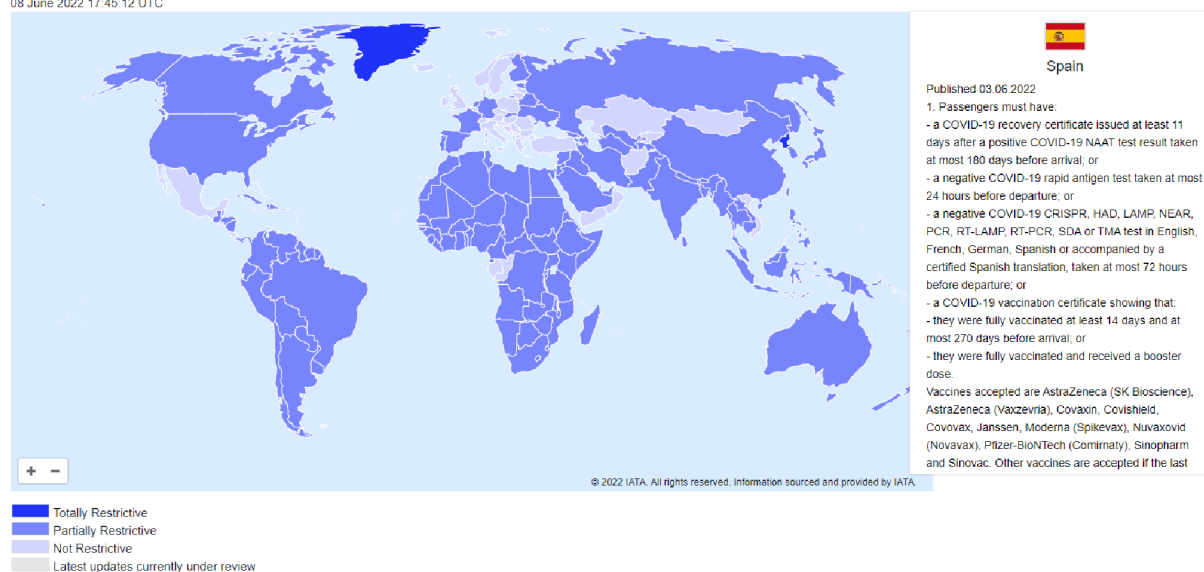 08 June 2022 17:45:12 UTC
Spain
Published 03.06.2022
1. Passengers must have:
- a COVID-19 recovery certificate issued at least 11
days after a positive COVID-19 NAAT test result taken
at most 180 days before arrival; or
- a negative COVID-19 rapid antigen test taken at most
24 hours before departure; or
- a negative COVID-19 CRISPR, HAD, LAMP, NEAR,
PCR, RT-LAMP, RT-PCR, SDA or TMA test in English,
French, German, Spanish or accompanied by a
certified Spanish translation, taken at most 72 hours
before departure; or
- a COVID-19 vaccination certificate showing that:
- they were fully vaccinated at least 14 days and at
most 270 days before arrival; or
- they were fully vaccinated and received a booster
dose.
Vaccines accepted are AstraZeneca (SK Bioscience),
AstraZeneca (Vaxzevria), Covaxin, Covishield,
Covovax, Janssen, Moderna (Spikevax), Nuvaxovid
(Novavax), Pfizer-BioNTech (Comirnaty), Sinopharm
and Sinovac. Other vaccines are accepted if the last
+ −
© 2022 IATA. All rights reserved. Information sourced and provided by IATA.
Totally Restrictive
Partially Restrictive
Not Restrictive
Latest updates currently under review